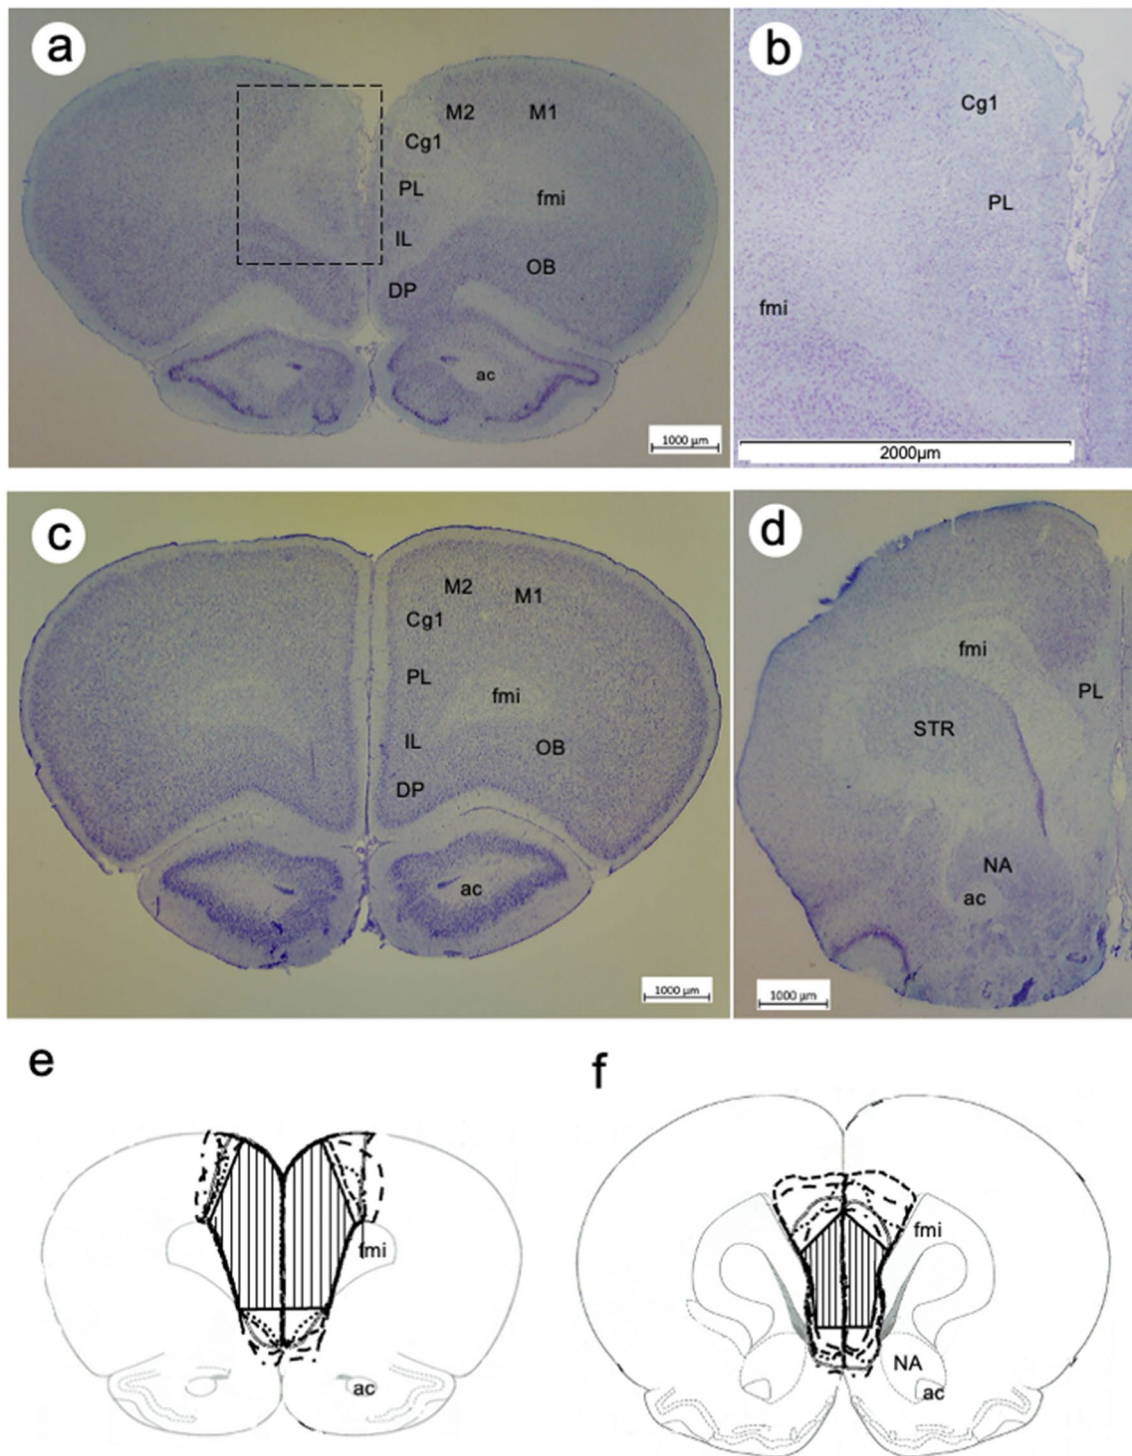 a
M2
M1
Cg1
PL
fmi
IL
OB
DP
ac
1000 µm
b
Cg1
PL
fmi
2000µm
c
M2
M1
Cg1
PL
fmi
IL
OB
DP
ac
1000 µm
d
fmi
PL
STR
NA
ac
1000 µm
e
fmi
ac
f
fmi
NA
ac